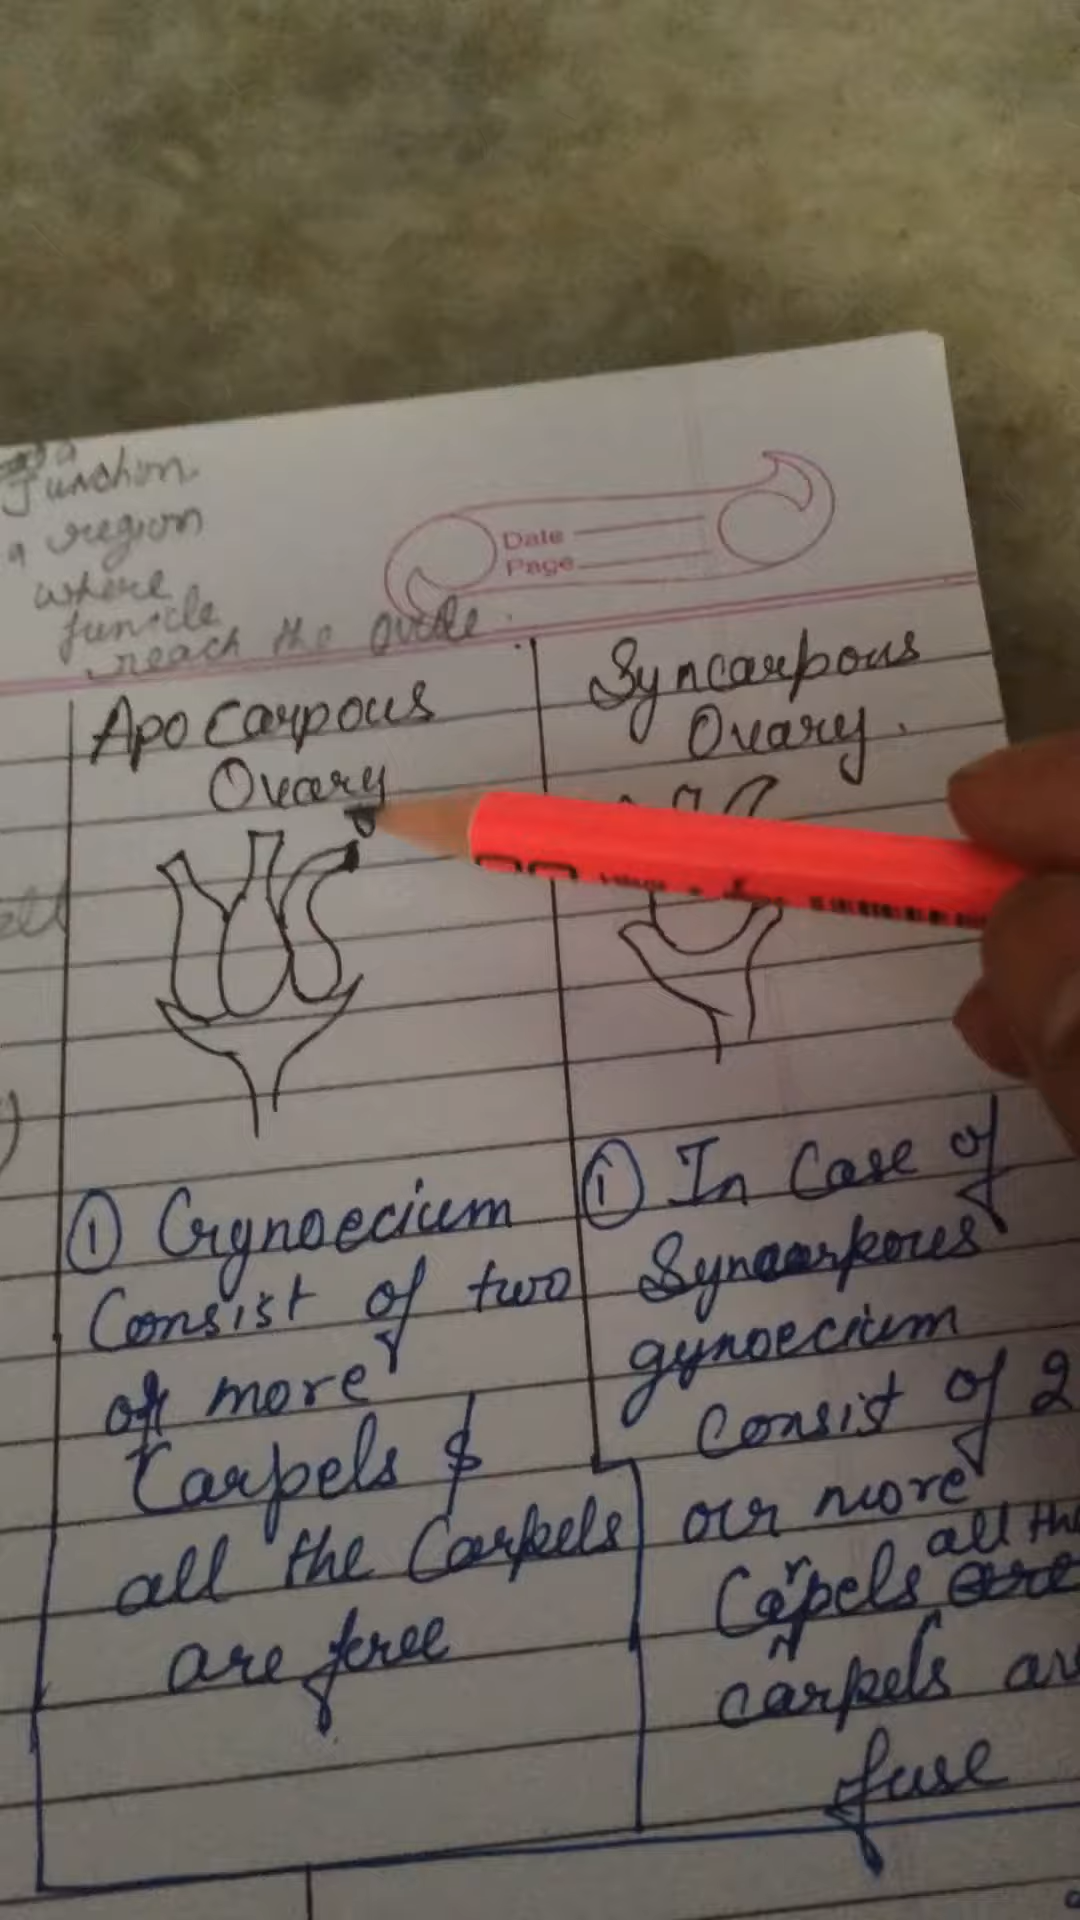 Junction
a region
where
funicle
reach the ovule.
Date
Page
Apocarpous
Ovary
Syncarpous
Ovary.
① Gynoecium
Consist of two
or more
Carpels &
all the Carpels
are free
① In Case of
Syncarpous
gynoecium
Consist of 2
or more
all th
Carpels are
carpels ar
fuse